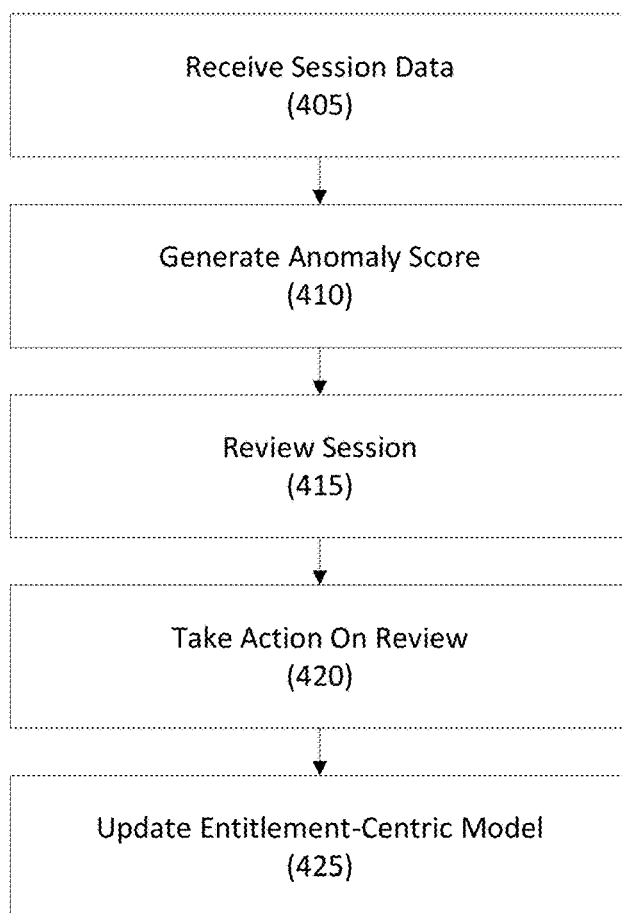 Receive Session Data
(405)
Generate Anomaly Score
(410)
Review Session
(415)
Take Action On Review
(420)
Update Entitlement-Centric Model
(425)